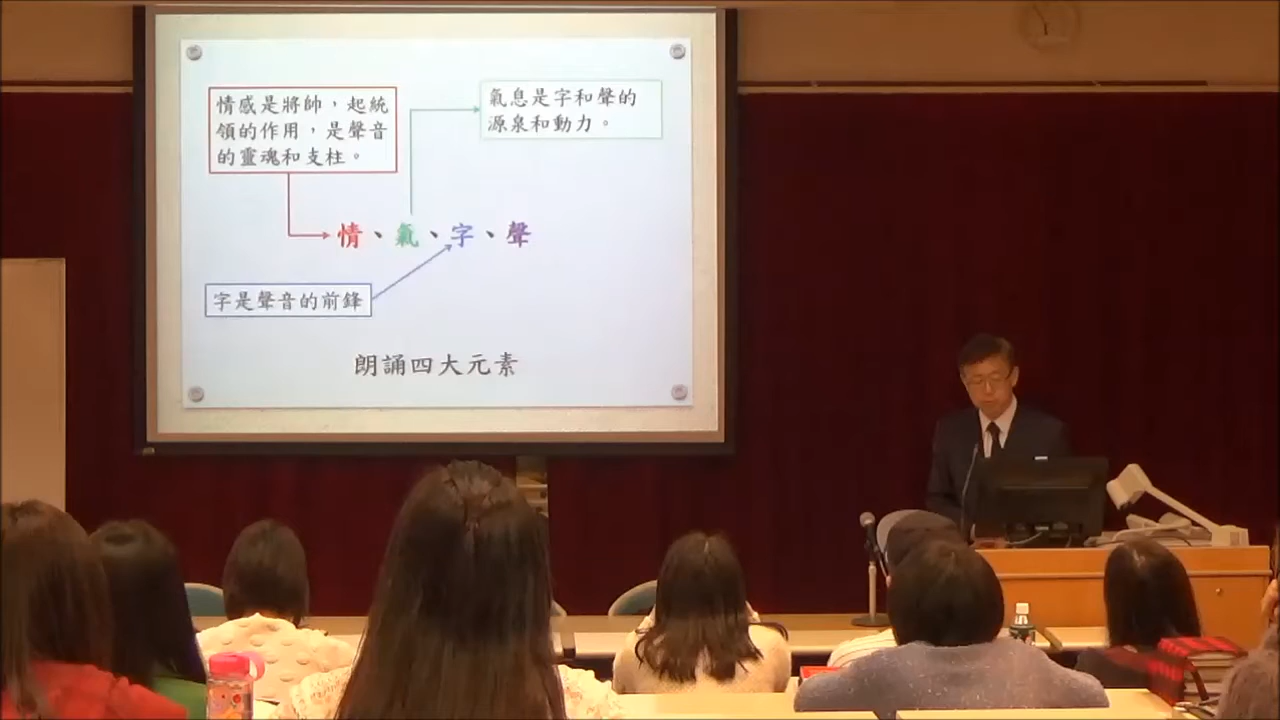 情感是將帥，起統
領的作用，是聲音
的靈魂和支柱。
氣息是字和聲的
源泉和動力。
情、氣、字、聲
字是聲音的前鋒
朗誦四大元素